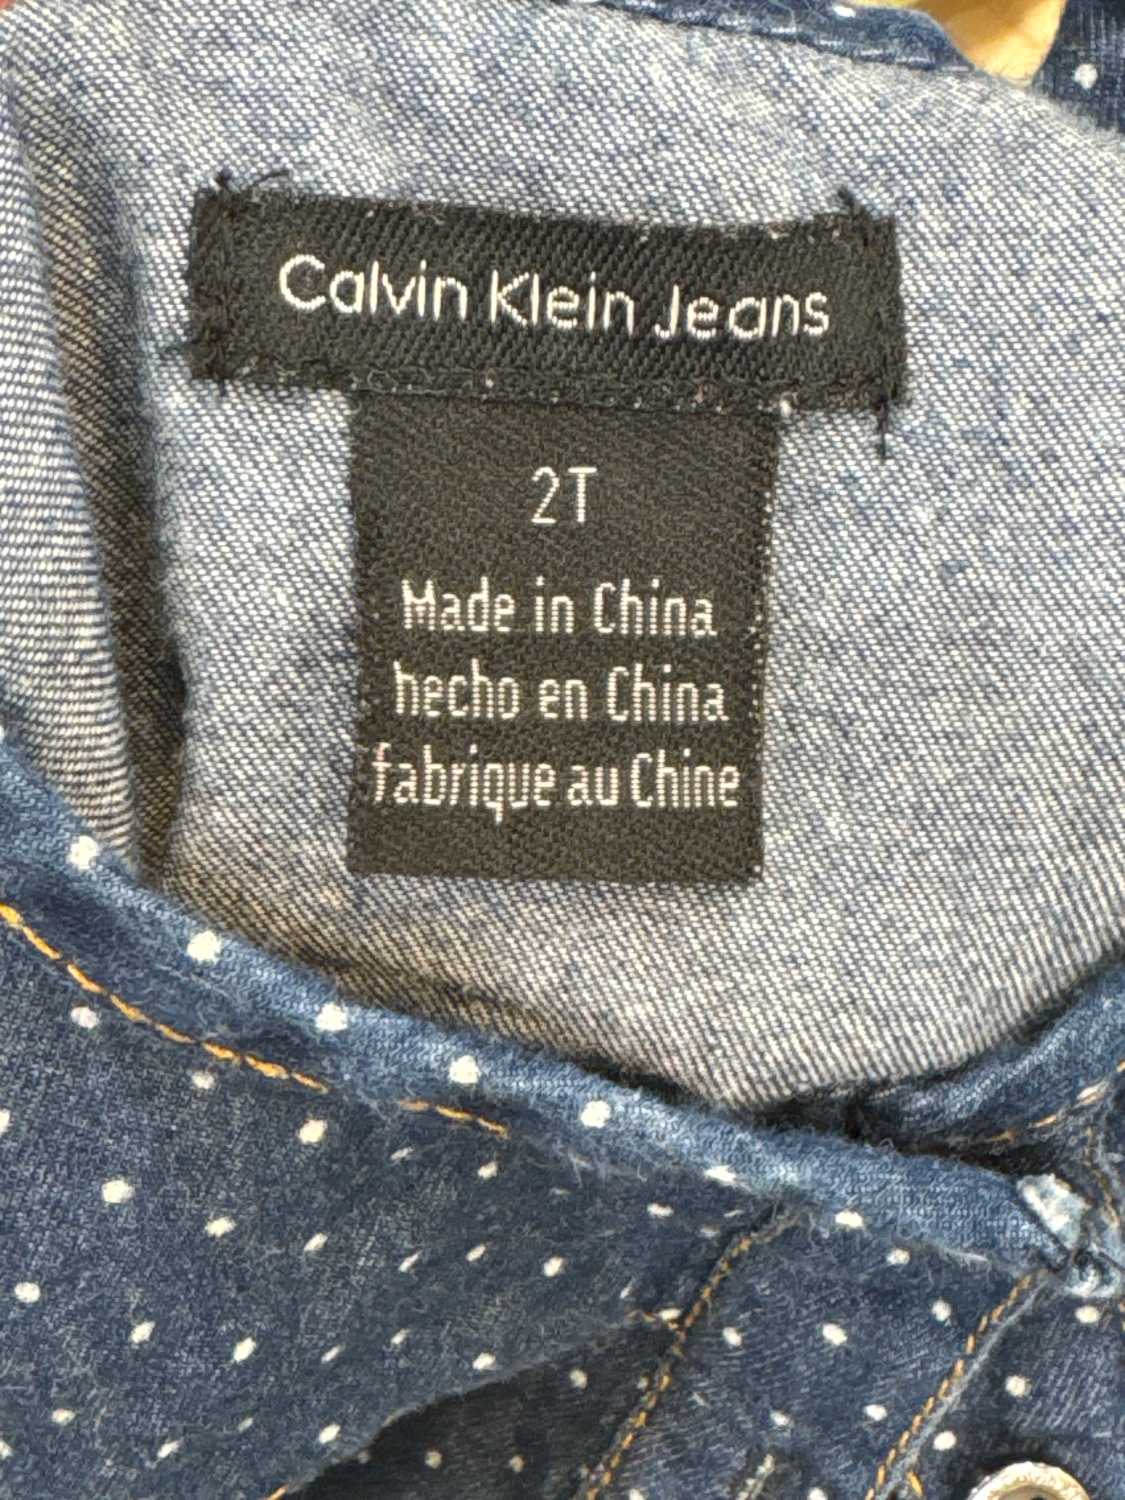 Calvin Klein Jeans
2T
Made in China
hecho en China
fabrique au Chine